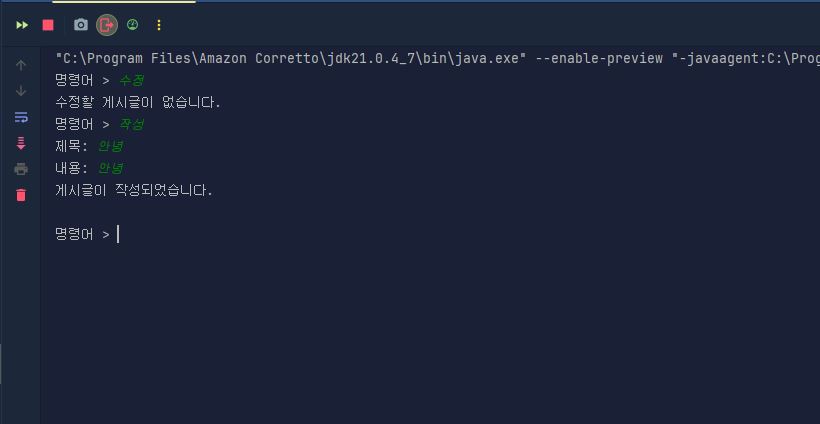 "C:\Program Files\Amazon Corretto\jdk21.0.4_7\bin\java.exe" --enable-preview "-javaagent:C:\Prog
명령어 > 수정
수정할 게시글이 없습니다.
명령어 > 작성
제목: 안녕
내용: 안녕
게시글이 작성되었습니다.
명령어 >